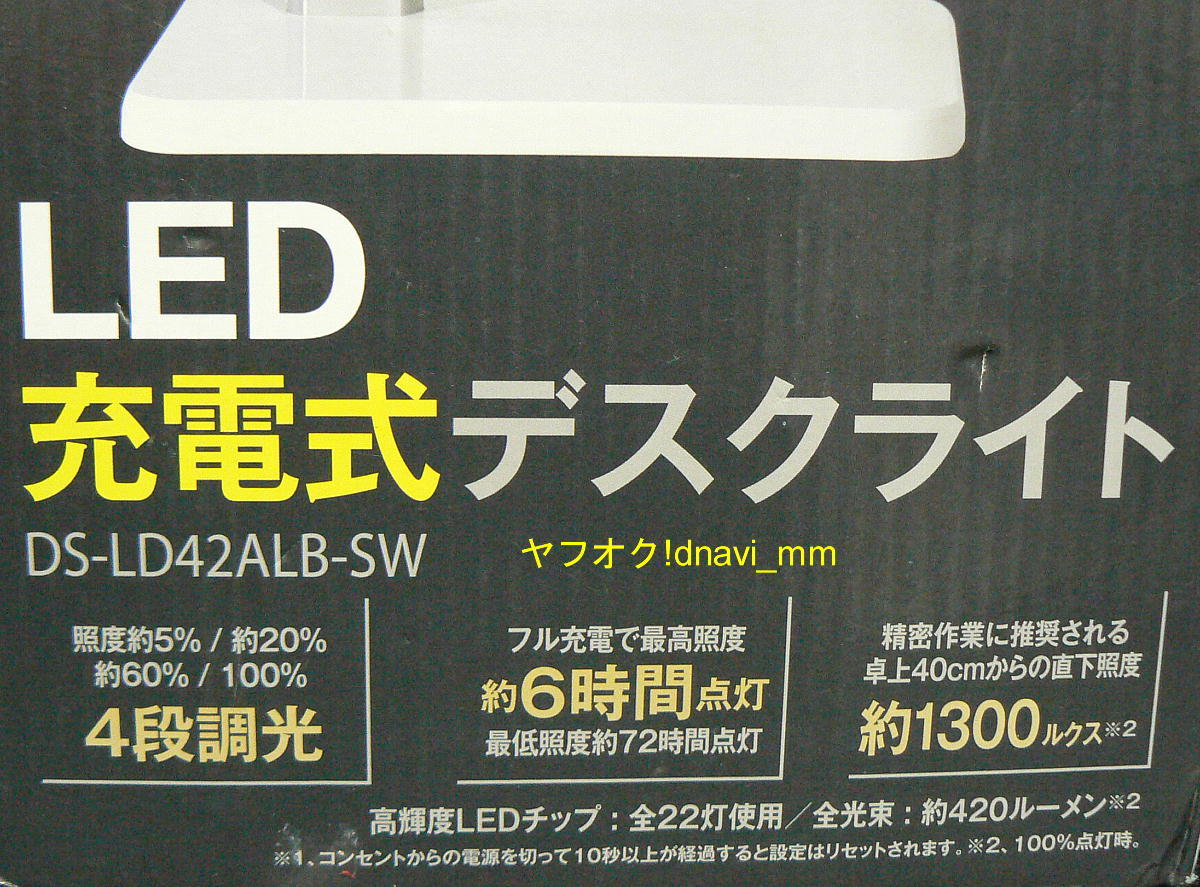 LED
充電式デスクライト
DS-LD42ALB-SW
ヤフオク!dnavi_mm
照度約5% / 約20%
約60% / 100%
4段調光
フル充電で最高照度
約6時間点灯
最低照度約72時間点灯
精密作業に推奨される
卓上40cmからの直下照度
約1300ルクス※2
高輝度LEDチップ：全22灯使用／全光束：約420ルーメン※2
※1、コンセントからの電源を切って10秒以上が経過すると設定はリセットされます。※2、100%点灯時。